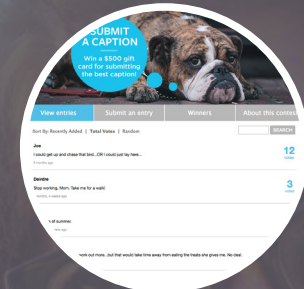 SUBMIT
A CAPTION
Win a $500 gift
card for submitting
the best caption!
View entries Submit an entry Winners About this contest
Sort By: Recently Added | Total Votes | Random SEARCH
Joe
I could get up and chase that bird...OR I could just lay here...
12
votes
Deirdre
Stop working, Mom. Take me for a walk!
3
votes
of summer.
work out more...but that would take time away from eating the treats she gives me. No deal.